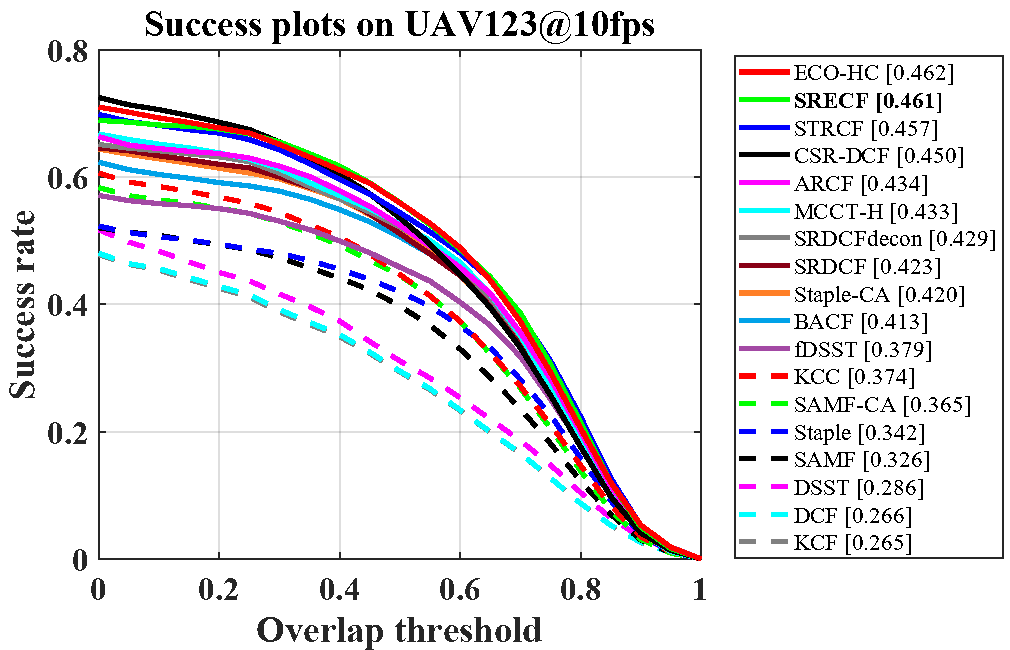 Success plots on UAV123@10fps
0.8
0.6
0.4
0.2
0
0
0.2
0.4
0.6
0.8
1
Success rate
Overlap threshold
ECO-HC [0.462]
SRECF [0.461]
STRCF [0.457]
CSR-DCF [0.450]
ARCF [0.434]
MCCT-H [0.433]
SRDCFdecon [0.429]
SRDCF [0.423]
Staple-CA [0.420]
BACF [0.413]
fDSST [0.379]
KCC [0.374]
SAMF-CA [0.365]
Staple [0.342]
SAMF [0.326]
DSST [0.286]
DCF [0.266]
KCF [0.265]